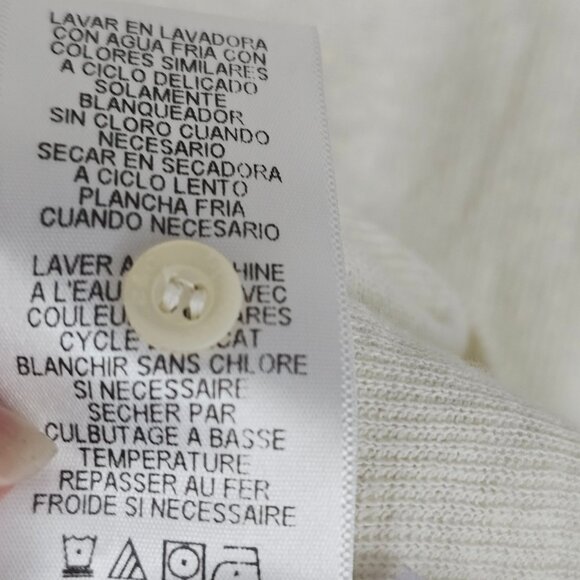 LAVAR EN LAVADORA
CON AGUA FRIA CON
COLORES SIMILARES
A CICLO DELICADO
SOLAMENTE
BLANQUEADOR
SIN CLORO CUANDO
NECESARIO
SECAR EN SECADORA
A CICLO LENTO
PLANCHA FRIA
CUANDO NECESARIO
LAVER
A L'EAU
CYCLE
BLANCHIR SANS CHLORE
SI NECESSAIRE
SECHER PAR
CULBUTAGE A BASSE
TEMPERATURE
REPASSER AU FER
FROIDE SI NECESSAIRE